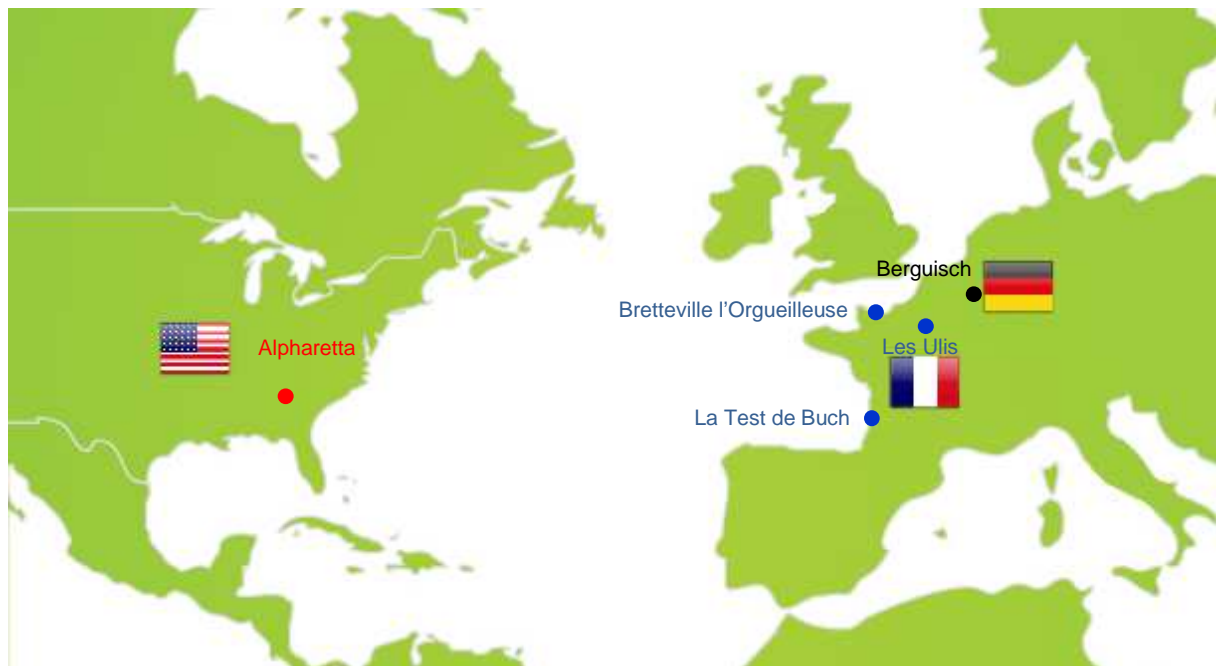 Berguisch
Bretteville l’Orgueilleuse
Alpharetta
Les Ulis
La Test de Buch